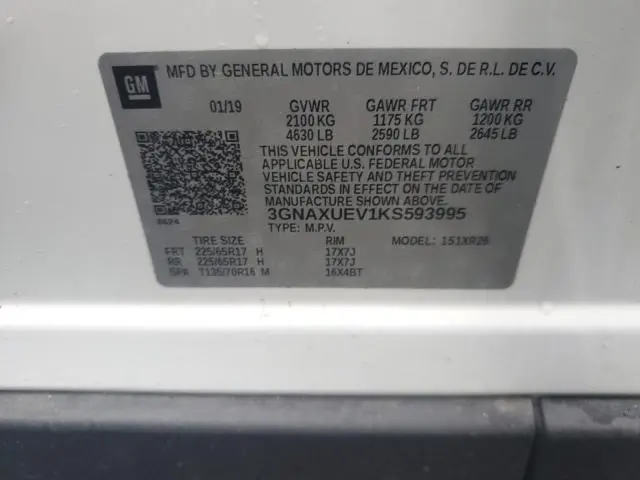 GM
MFD BY GENERAL MOTORS DE MEXICO, S. DE R.L. DE C.V.
01/19 GVWR GAWR FRT GAWR RR
2100 KG 1175 KG 1200 KG
4630 LB 2590 LB 2645 LB
THIS VEHICLE CONFORMS TO ALL
APPLICABLE U.S. FEDERAL MOTOR
VEHICLE SAFETY AND THEFT PREVENTION
STANDARDS IN EFFECT ON THE DATE OF
MANUFACTURE SHOWN ABOVE.
3GNAXUEV1KS593995
TYPE: M.P.V.
TIRE SIZE RIM MODEL: 151XR26
FRT 225/65R17 H 17X7J
RR 225/65R17 H 17X7J
SPA T135/70R16 M 16X4BT